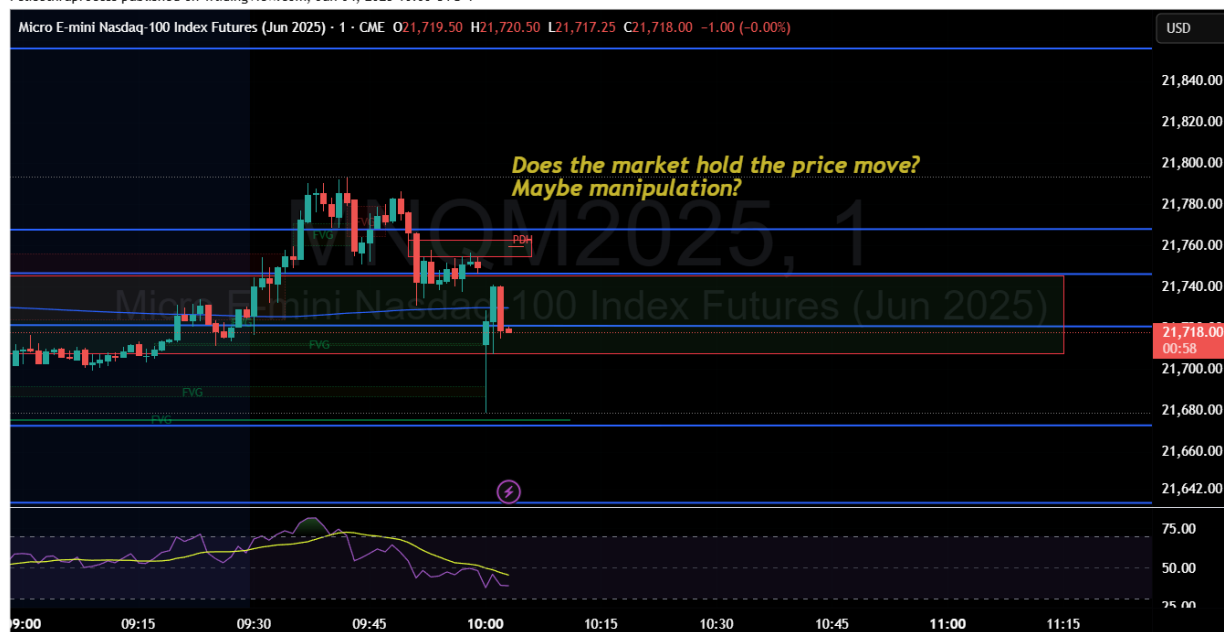 Micro E-mini Nasdaq-100 Index Futures (Jun 2025) · 1 · CME O21,719.50 H21,720.50 L21,717.25 C21,718.00 −1.00 (−0.00%)
USD
21,840.00
21,820.00
Does the market hold the price move?
Maybe manipulation?
21,800.00
21,780.00
MNQM2025, 1
FVG
FVG
PDH
21,760.00
21,740.00
Micro E-mini Nasdaq-100 Index Futures (Jun 2025)
21,718.00
00:58
FVG
21,700.00
FVG
21,680.00
FVG
21,660.00
21,642.00
75.00
50.00
25.00
09:00 09:15 09:30 09:45 10:00 10:15 10:30 10:45 11:00 11:15